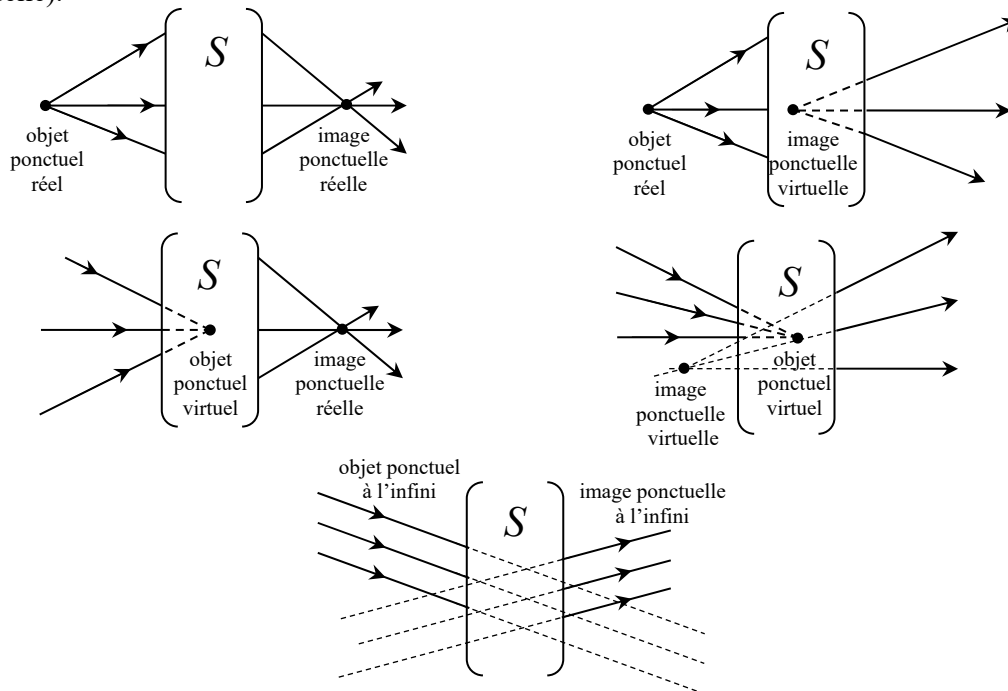 S
objet
ponctuel
réel
image
ponctuelle
réelle
S
objet
ponctuel
réel
image
ponctuelle
virtuelle
S
objet
ponctuel
virtuel
image
ponctuelle
réelle
S
image
ponctuelle
virtuelle
objet
ponctuel
virtuel
objet ponctuel
à l’infini
S
image ponctuelle
à l’infini